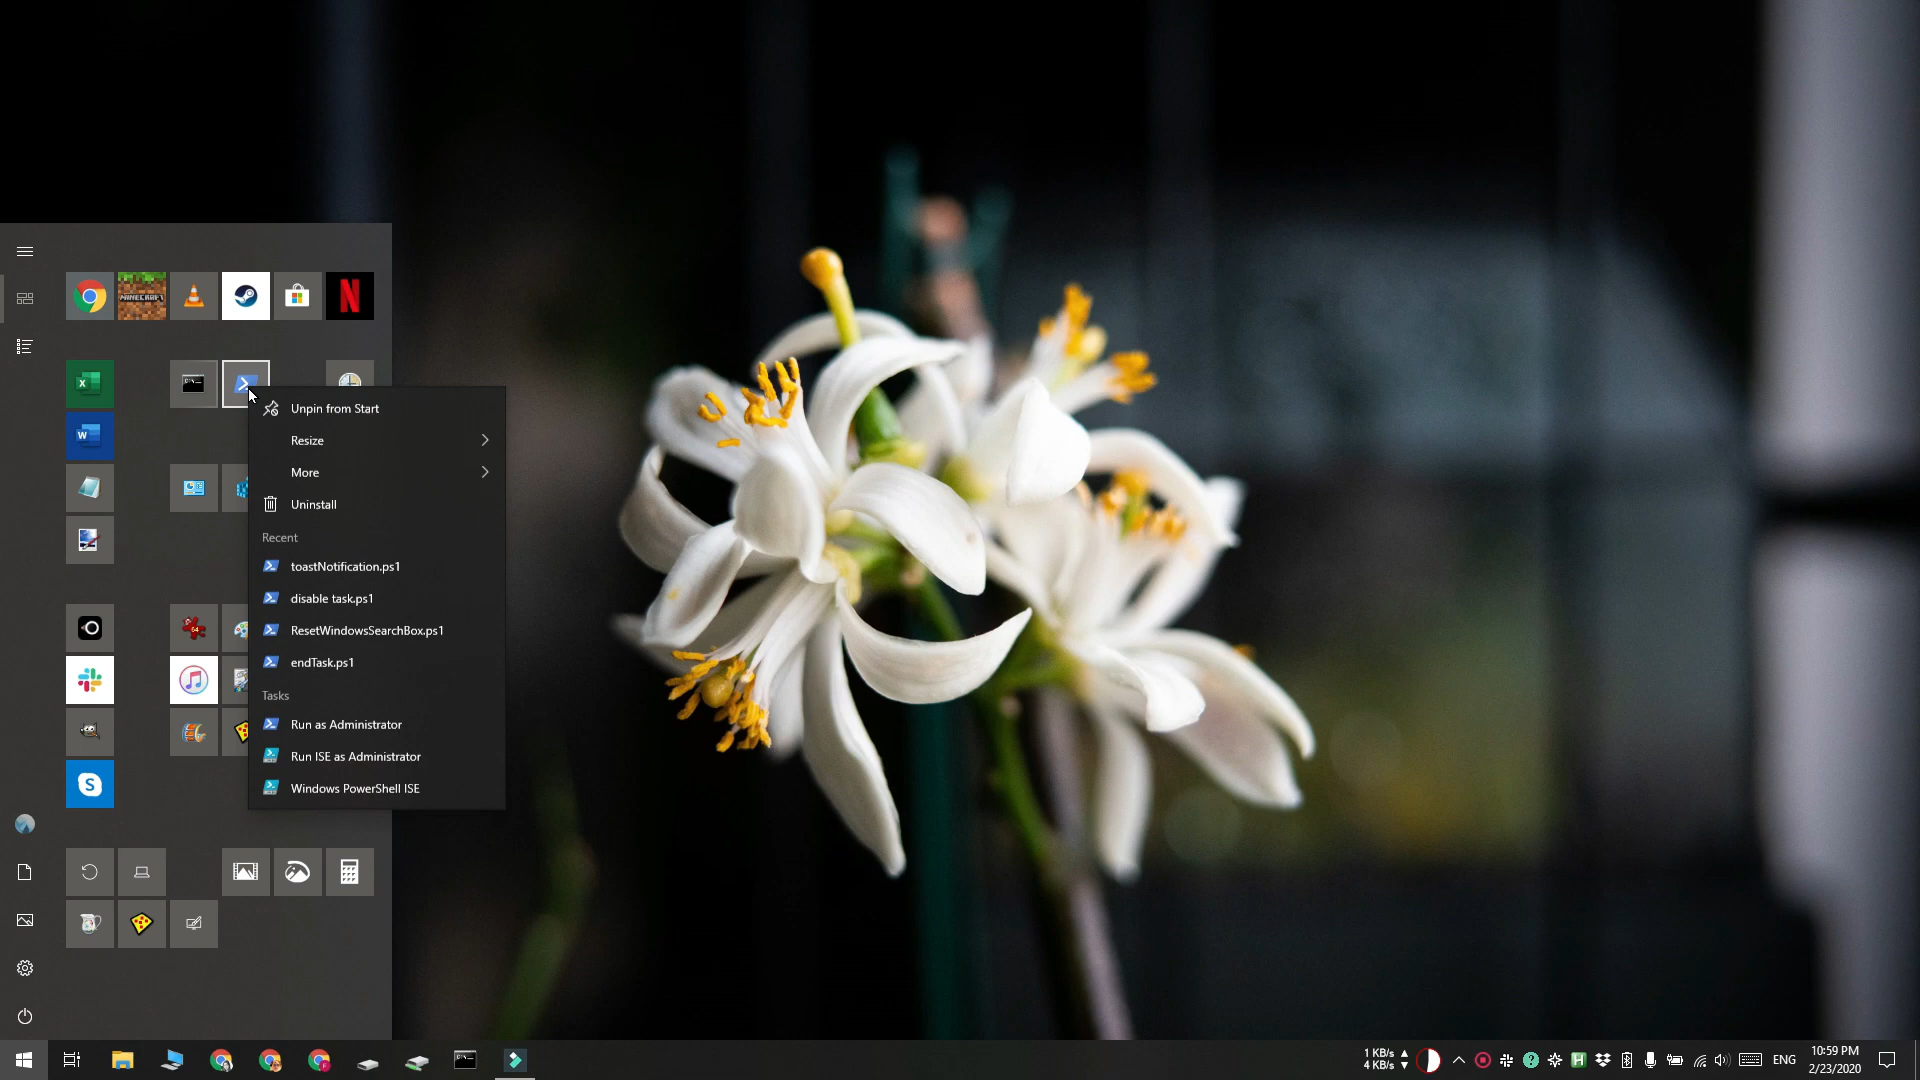 MINECRAFT
N
X
W
64
S
Unpin from Start
Resize
More
Uninstall
Recent
toastNotification.ps1
disable task.ps1
ResetWindowsSearchBox.ps1
endTask.ps1
Tasks
Run as Administrator
Run ISE as Administrator
Windows PowerShell ISE
1 KB/s
4 KB/s
H
ENG
10:59 PM
2/23/2020